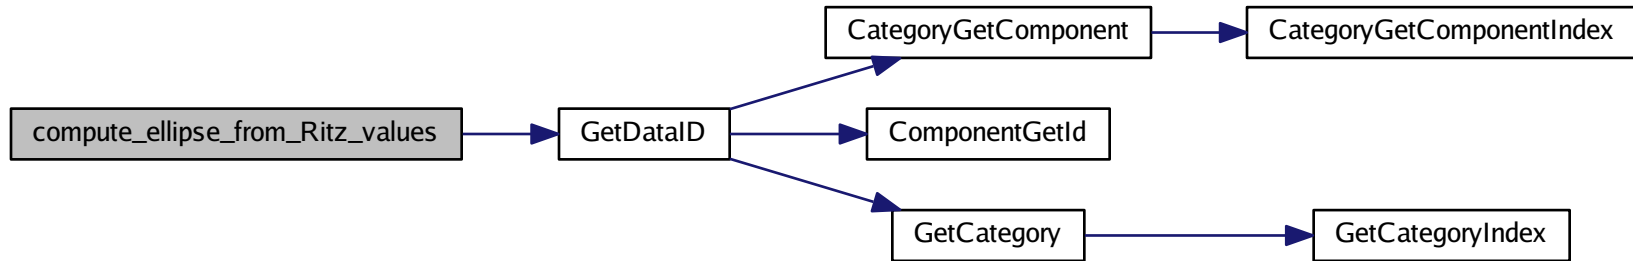 CategoryGetComponent
CategoryGetComponentIndex
compute_ellipse_from_Ritz_values
GetDataID
ComponentGetId
GetCategory
GetCategoryIndex